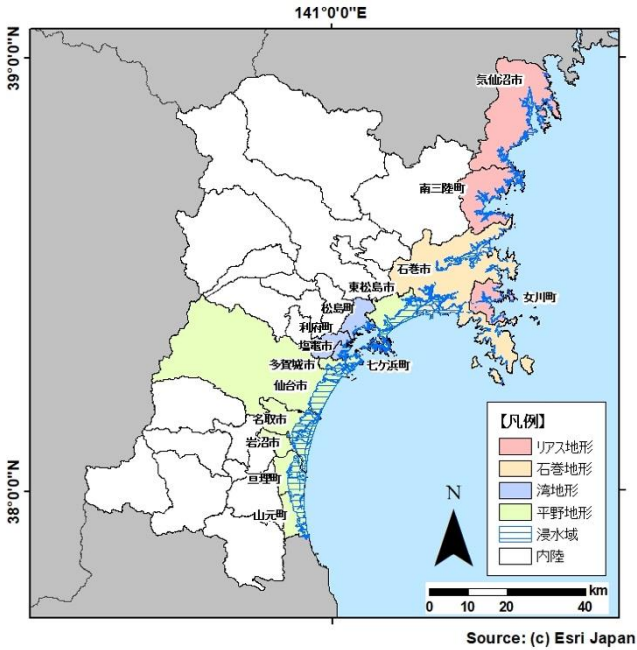 141°0'0"E
39°0'0"N
気仙沼市
南三陸町
石巻市
東松島市
女川町
松島町
利府町
塩竈市
七ケ浜町
多賀城市
仙台市
名取市
岩沼市
亘理町
山元町
38°0'0"N
【凡例】
リアス地形
石巻地形
湾地形
平野地形
浸水域
内陸
N
km
0 10 20 40
Source: (c) Esri Japan